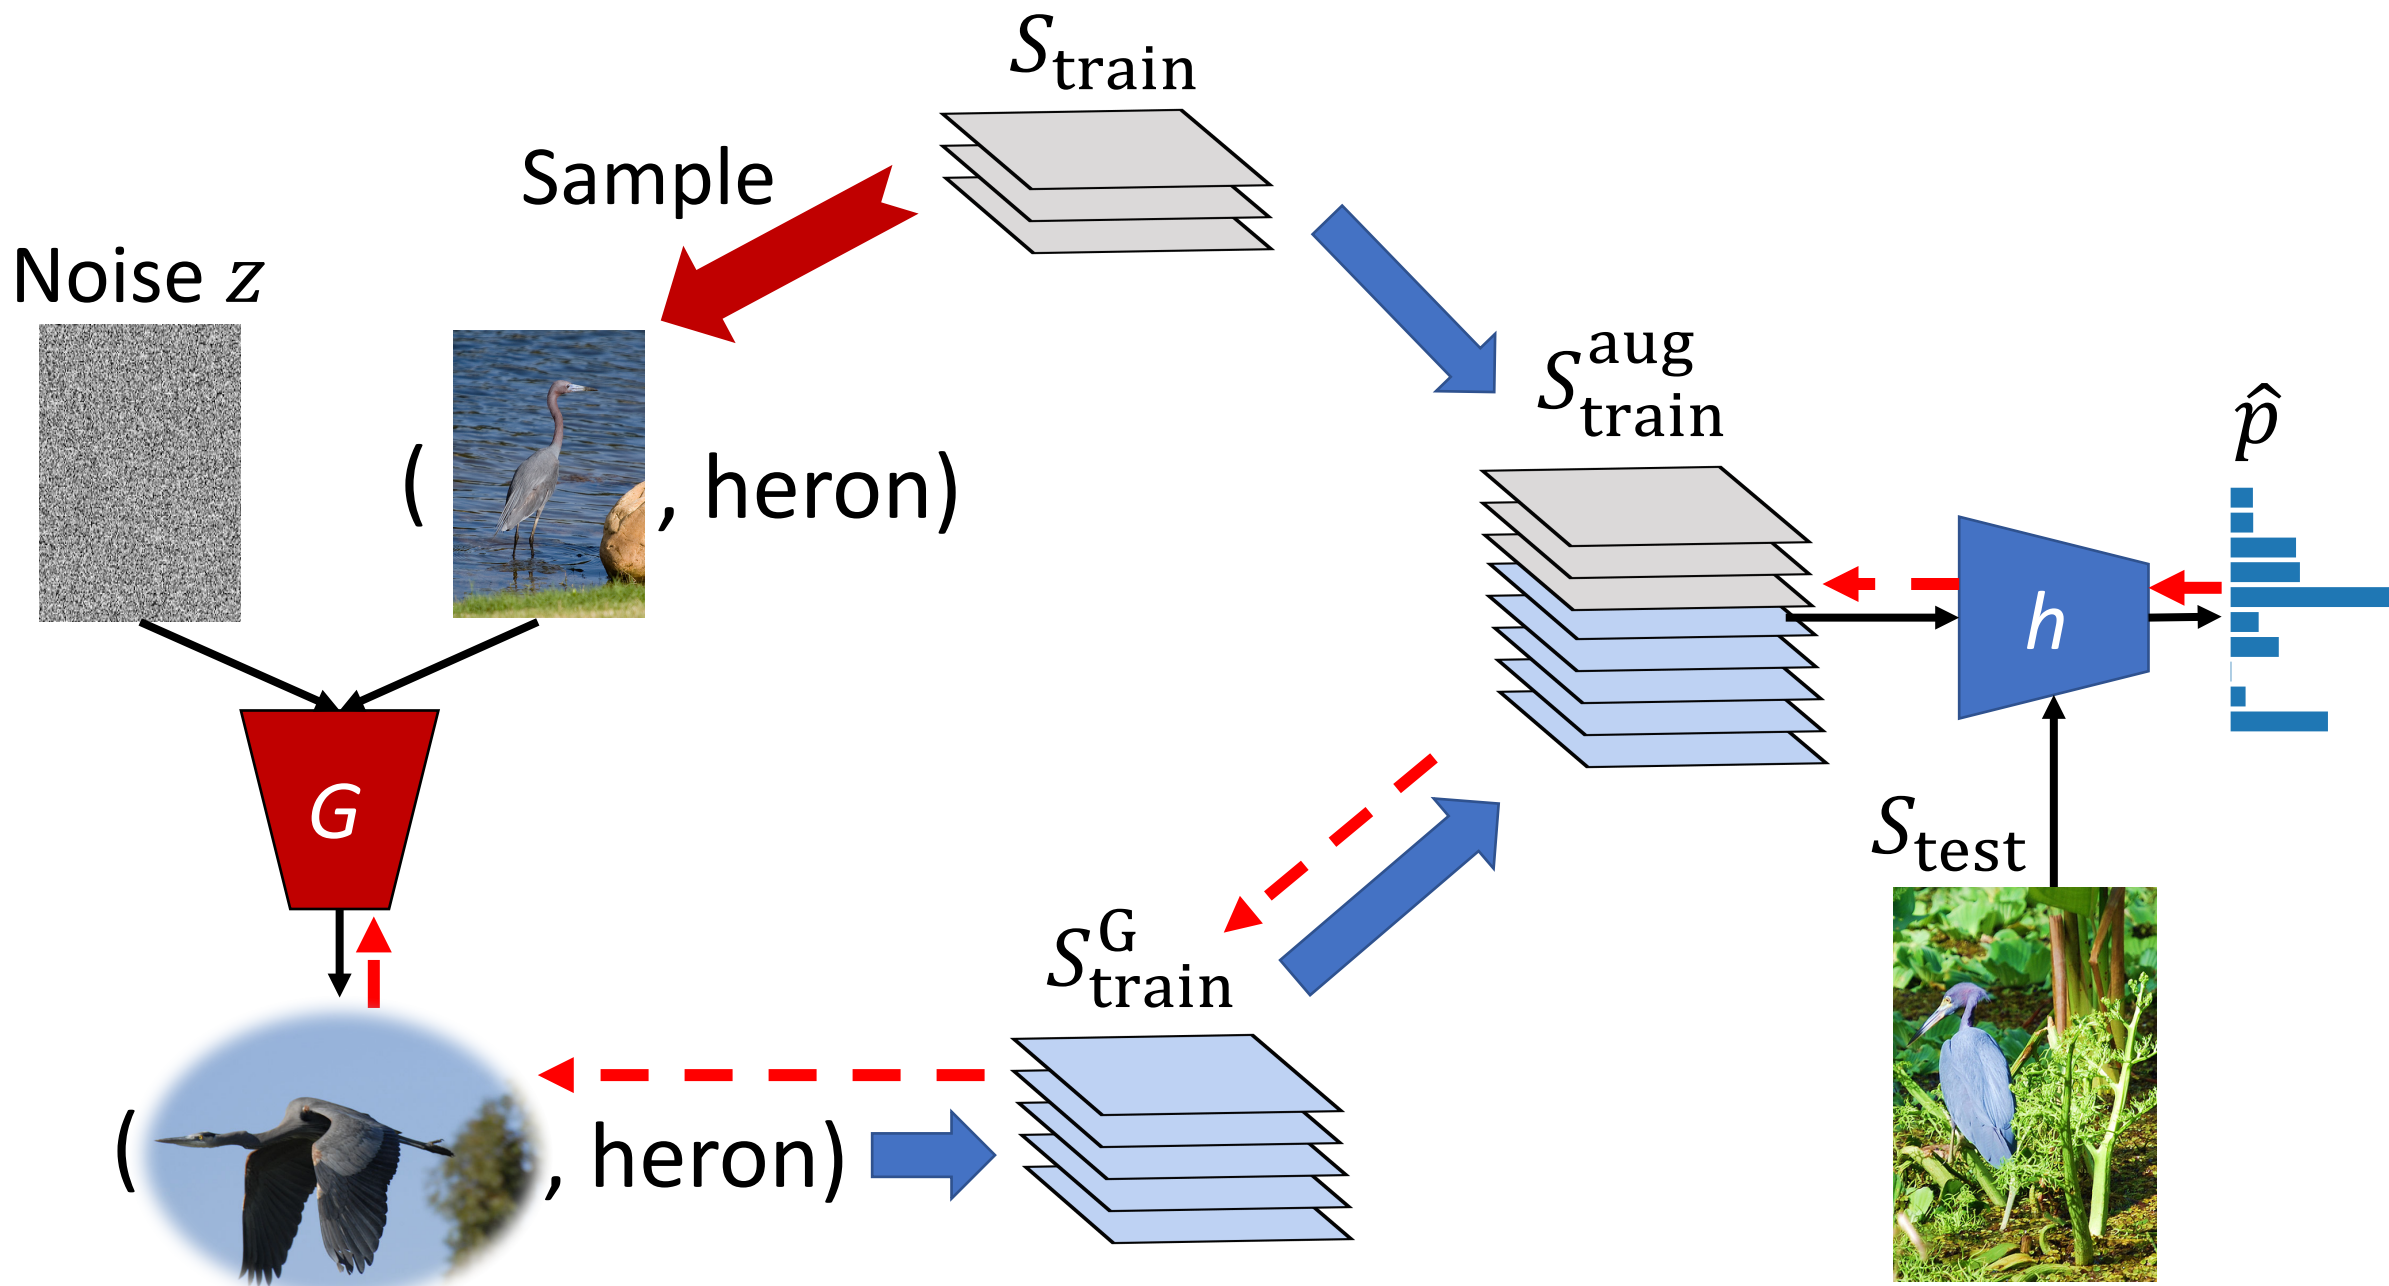 S_train
Sample
Noise z
( , heron)
S_train^aug
p̂
h
G
S_test
S_train^G
( , heron)